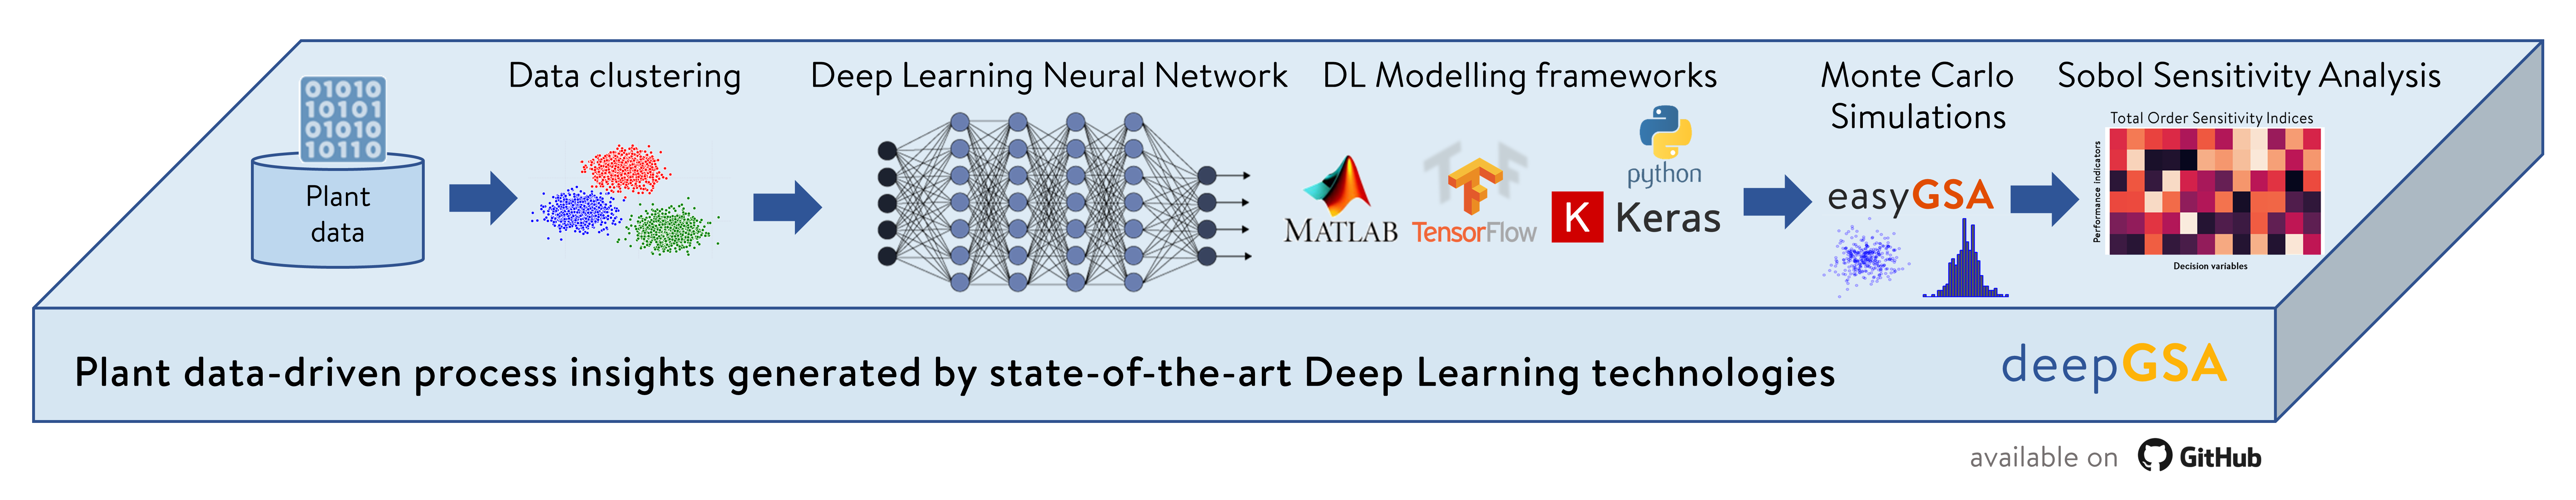 01010
10101
01010
10110
Plant
data
Data clustering
Deep Learning Neural Network
DL Modelling frameworks
MATLAB
TensorFlow
python
K Keras
Monte Carlo
Simulations
easyGSA
Sobol Sensitivity Analysis
Total Order Sensitivity Indices
Performance indicators
Decision variables
Plant data-driven process insights generated by state-of-the-art Deep Learning technologies
deepGSA
available on GitHub